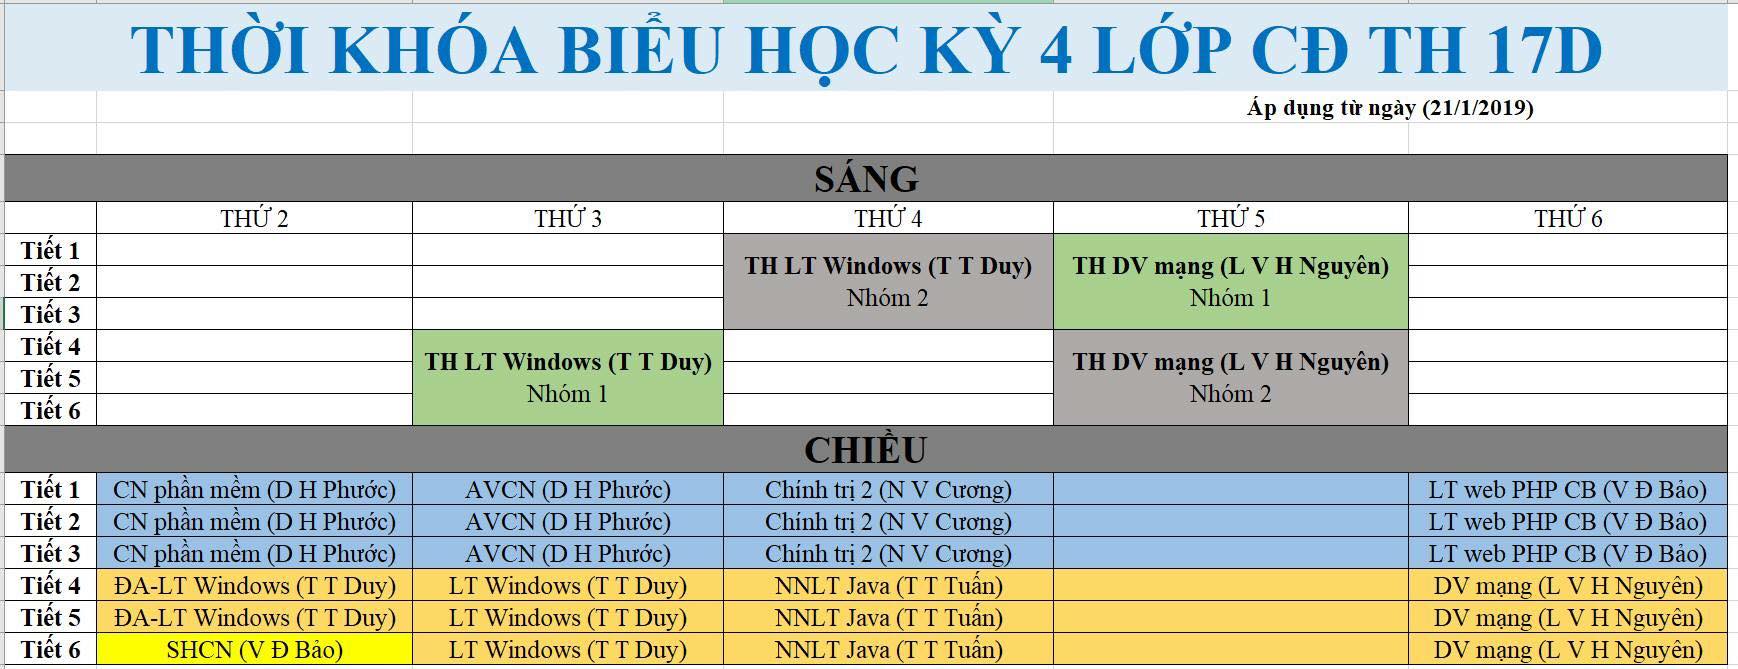 THỜI KHÓA BIỂU HỌC KỲ 4 LỚP CĐ TH 17D
Áp dụng từ ngày (21/1/2019)
SÁNG
THỨ 2 THỨ 3 THỨ 4 THỨ 5 THỨ 6
Tiết 1
TH LT Windows (T T Duy) TH DV mạng (L V H Nguyên)
Tiết 2
Nhóm 2 Nhóm 1
Tiết 3
Tiết 4
TH LT Windows (T T Duy) TH DV mạng (L V H Nguyên)
Tiết 5
Nhóm 1 Nhóm 2
Tiết 6
CHIỀU
Tiết 1 CN phần mềm (D H Phước) AVCN (D H Phước) Chính trị 2 (N V Cương) LT web PHP CB (V Đ Bảo)
Tiết 2 CN phần mềm (D H Phước) AVCN (D H Phước) Chính trị 2 (N V Cương) LT web PHP CB (V Đ Bảo)
Tiết 3 CN phần mềm (D H Phước) AVCN (D H Phước) Chính trị 2 (N V Cương) LT web PHP CB (V Đ Bảo)
Tiết 4 ĐA-LT Windows (T T Duy) LT Windows (T T Duy) NNLT Java (T T Tuấn) DV mạng (L V H Nguyên)
Tiết 5 ĐA-LT Windows (T T Duy) LT Windows (T T Duy) NNLT Java (T T Tuấn) DV mạng (L V H Nguyên)
Tiết 6 SHCN (V Đ Bảo) LT Windows (T T Duy) NNLT Java (T T Tuấn) DV mạng (L V H Nguyên)